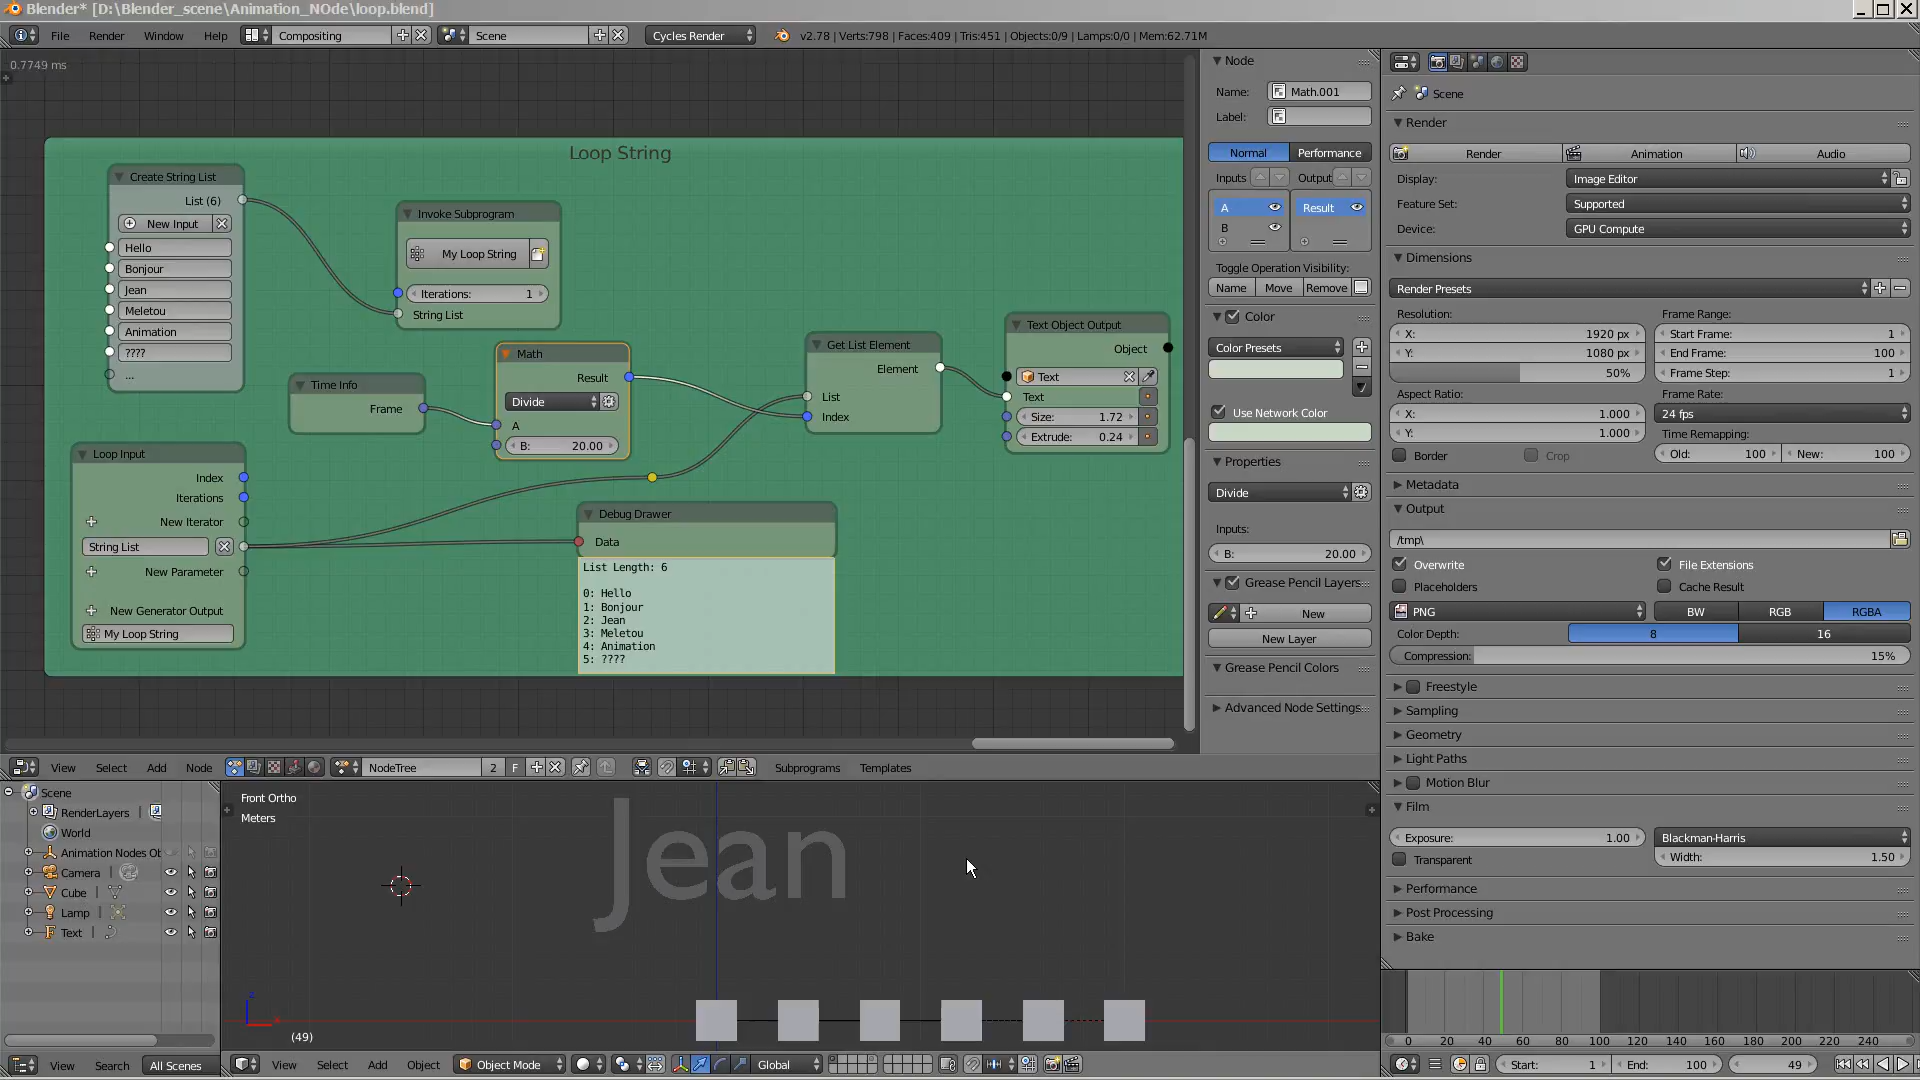 Blender* [D:\Blender_scene\Animation_NOde\loop.blend]
File Render Window Help Compositing Scene Cycles Render v2.78 | Verts:798 | Faces:409 | Tris:451 | Objects:0/9 | Lamps:0/0 | Mem:62.71M
0.7749 ms
Loop String
Create String List
List (6)
New Input
Hello
Bonjour
Jean
Meletou
Animation
????
...
Invoke Subprogram
My Loop String
Iterations: 1
String List
Time Info
Frame
Math
Result
Divide
A
B: 20.00
Get List Element
Element
List
Index
Text Object Output
Object
Text
Text
Size: 1.72
Extrude: 0.24
Loop Input
Index
Iterations
New Iterator
String List
New Parameter
New Generator Output
My Loop String
Debug Drawer
Data
List Length: 6
0: Hello
1: Bonjour
2: Jean
3: Meletou
4: Animation
5: ????
Node
Name: Math.001
Label:
Normal Performance
Inputs Output
A Result
B
Toggle Operation Visibility:
Name Move Remove
Color
Color Presets
Use Network Color
Properties
Divide
Inputs:
B: 20.00
Grease Pencil Layers
New
New Layer
Grease Pencil Colors
Advanced Node Settings
Scene
Render
Render Animation Audio
Display: Image Editor
Feature Set: Supported
Device: GPU Compute
Dimensions
Render Presets
Resolution: Frame Range:
X: 1920 px Start Frame: 1
Y: 1080 px End Frame: 100
50% Frame Step: 1
Aspect Ratio: Frame Rate:
X: 1.000 24 fps
Y: 1.000 Time Remapping:
Border Crop Old: 100 New: 100
Metadata
Output
/tmp\
Overwrite File Extensions
Placeholders Cache Result
PNG BW RGB RGBA
Color Depth: 8 16
Compression: 15%
Freestyle
Sampling
Geometry
Light Paths
Motion Blur
Film
Exposure: 1.00 Blackman-Harris
Transparent Width: 1.50
Performance
Post Processing
Bake
View Select Add Node NodeTree 2 F Subprograms Templates
Scene
RenderLayers
World
Animation Nodes Ob
Camera
Cube
Lamp
Text
View Search All Scenes
Front Ortho
Meters
Jean
z
x
(49)
View Select Add Object Object Mode Global
0 20 40 60 80 100 120 140 160 180 200 220 240
Start: 1 End: 100 49